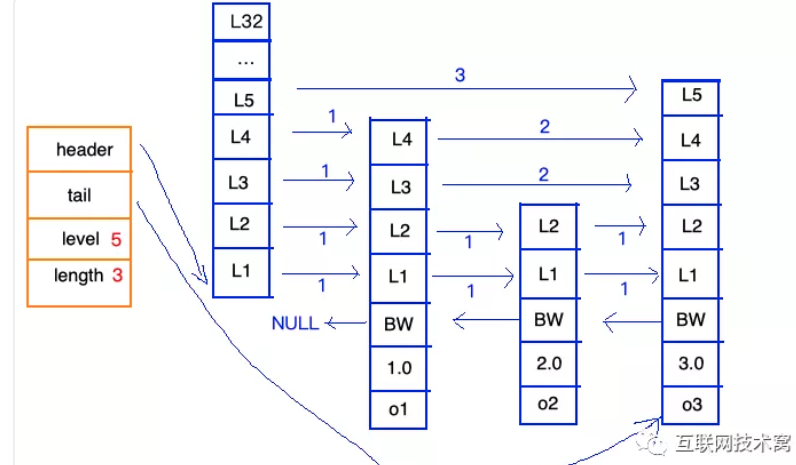 header
tail
level 5
length 3
L32
...
L5
L4
L3
L2
L1
3
1
1
1
1
L4
L3
L2
L1
BW
1.0
o1
NULL
2
2
1
1
L2
L1
BW
2.0
o2
1
1
L5
L4
L3
L2
L1
BW
3.0
o3
互联网技术窝